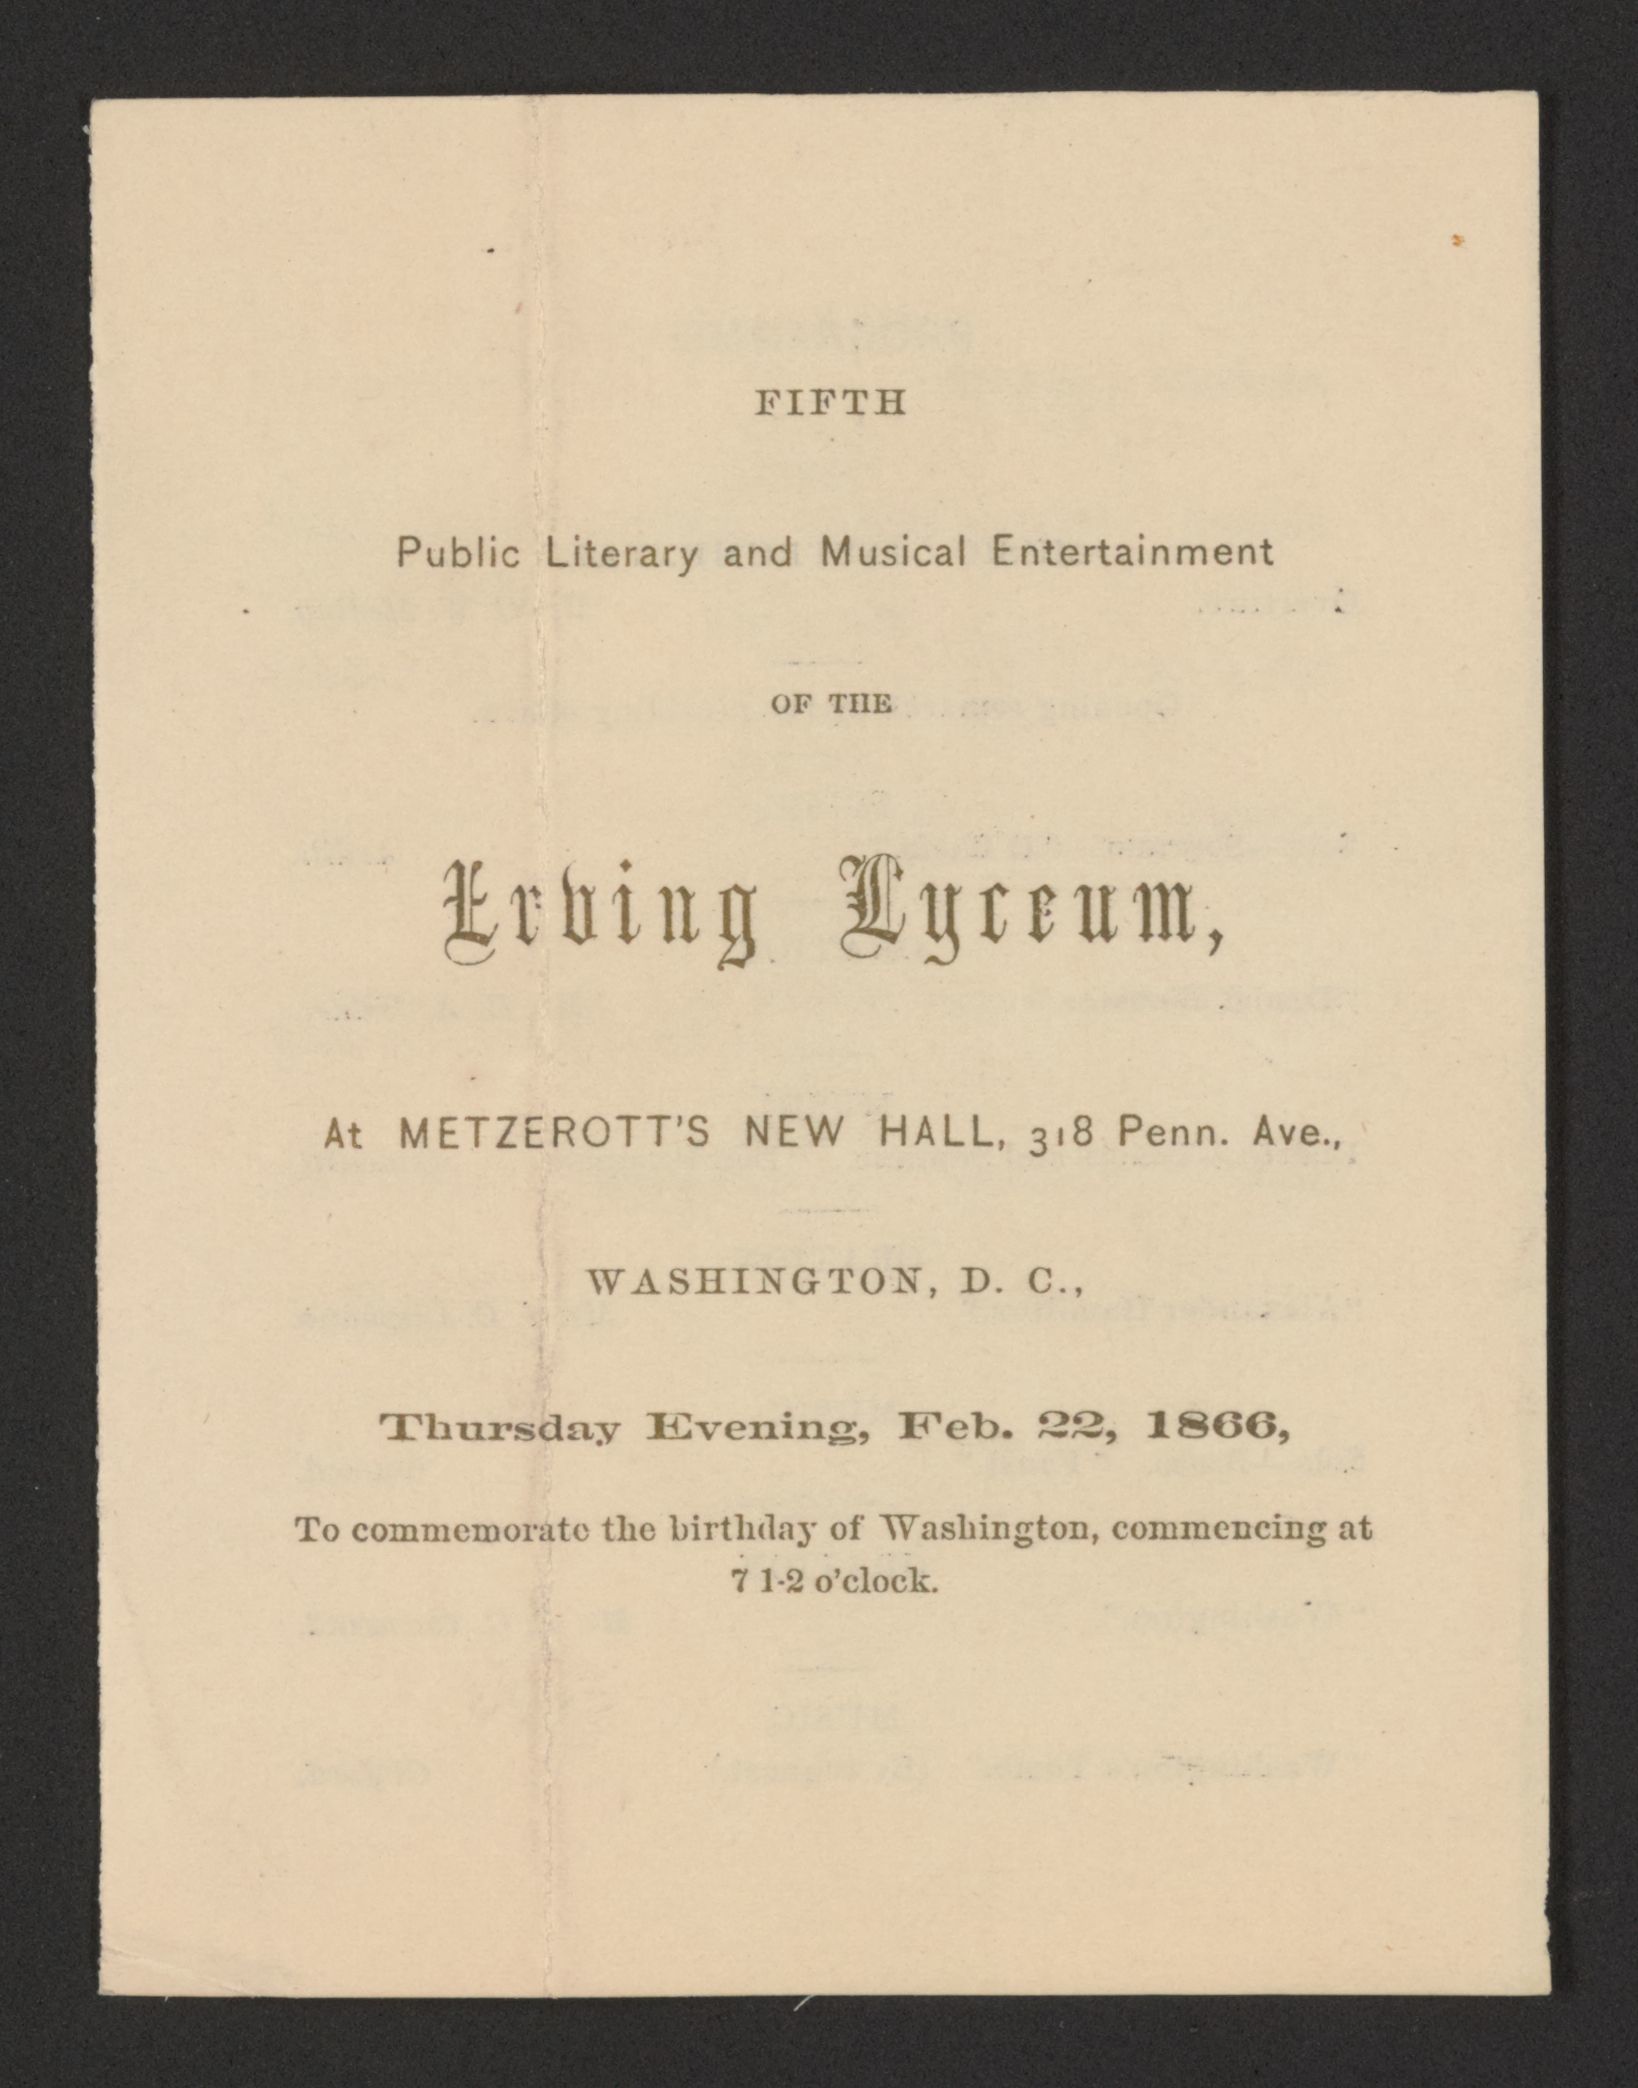 FIFTH
Public Literary and Musical Entertainment
OF THE
Irving Lyceum,
At METZEROTT'S NEW HALL, 318 Penn. Ave.,
WASHINGTON, D. C.,
Thursday Evening, Feb. 22, 1866,
To commemorate the birthday of Washington, commencing at
7 1-2 o'clock.